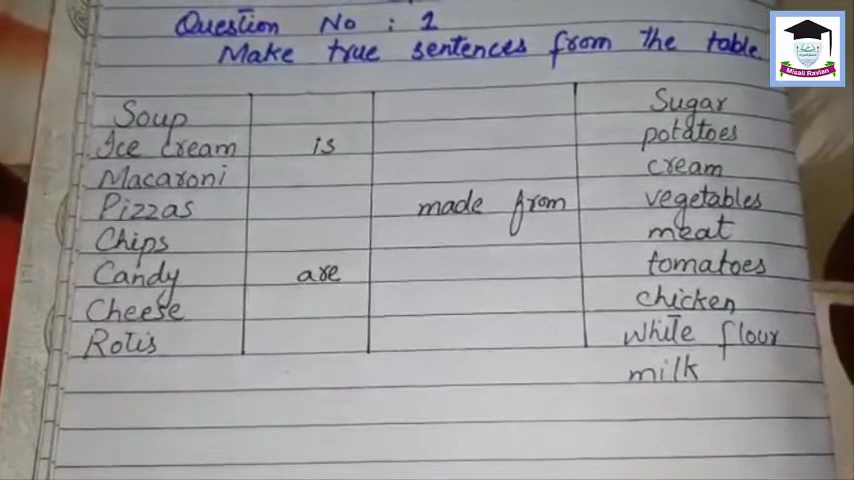 Question No : 1
Make true sentences from the table.
Soup Sugar
Ice cream is potatoes
Macaroni cream
Pizzas made from vegetables
Chips meat
Candy are tomatoes
Cheese chicken
Rotis white flour
milk
Misali Ravian